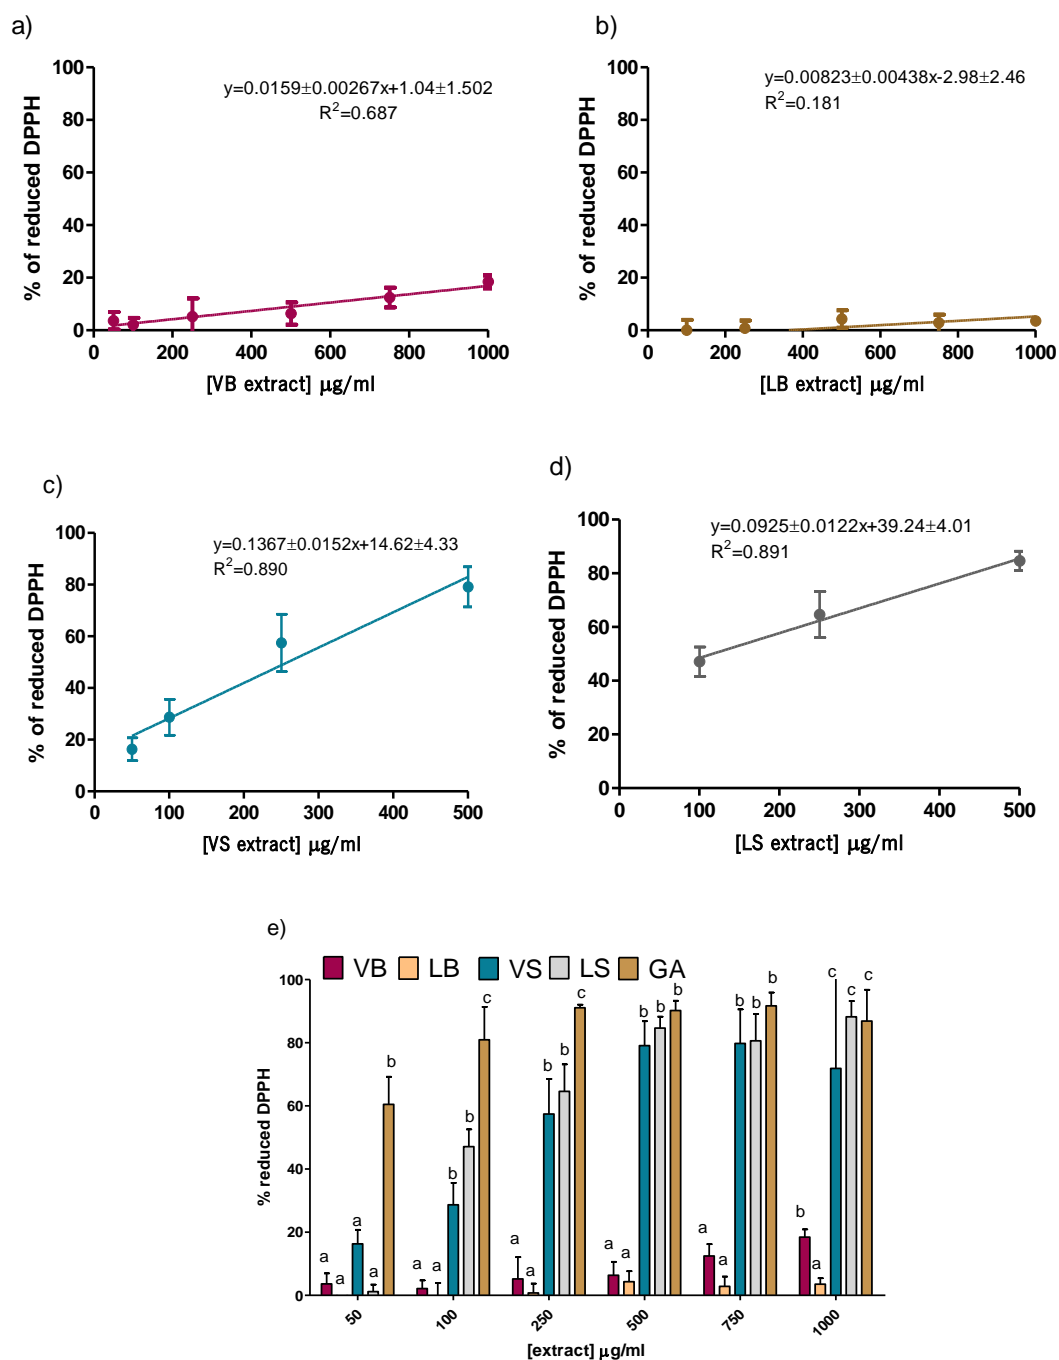 a)
y=0.0159±0.00267x+1.04±1.502
R²=0.687
% of reduced DPPH
100
80
60
40
20
0
0 200 400 600 800 1000
[VB extract] µg/ml
b)
y=0.00823±0.00438x-2.98±2.46
R²=0.181
% of reduced DPPH
100
80
60
40
20
0
0 200 400 600 800 1000
[LB extract] µg/ml
c)
y=0.1367±0.0152x+14.62±4.33
R²=0.890
% of reduced DPPH
100
80
60
40
20
0
0 100 200 300 400 500
[VS extract] µg/ml
d)
y=0.0925±0.0122x+39.24±4.01
R²=0.891
% of reduced DPPH
100
80
60
40
20
0
0 100 200 300 400 500
[LS extract] µg/ml
e)
VB LB VS LS GA
% reduced DPPH
100
80
60
40
20
0
a a a a b
a a b b c
a a b b c
a a b b b
a a b b b
b a c c c
50 100 250 500 750 1000
[extract] µg/ml